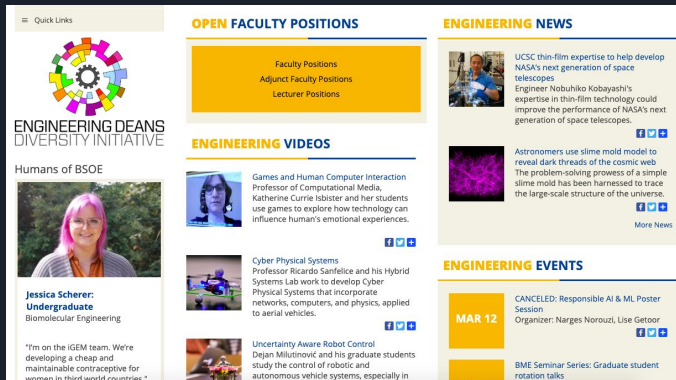 ≡ Quick Links
ENGINEERING DEANS
DIVERSITY INITIATIVE
Humans of BSOE
Jessica Scherer:
Undergraduate
Biomolecular Engineering
"I'm on the iGEM team. We're
developing a cheap and
maintainable contraceptive for
women in third world countries."
OPEN FACULTY POSITIONS
Faculty Positions
Adjunct Faculty Positions
Lecturer Positions
ENGINEERING VIDEOS
Games and Human Computer Interaction
Professor of Computational Media,
Katherine Currie Isbister and her students
use games to explore how technology can
influence human's emotional experiences.
Cyber Physical Systems
Professor Ricardo Sanfelice and his Hybrid
Systems Lab work to develop Cyber
Physical Systems that incorporate
networks, computers, and physics, applied
to aerial vehicles.
Uncertainty Aware Robot Control
Dejan Milutinović and his graduate students
study the control of robotic and
autonomous vehicle systems, especially in
ENGINEERING NEWS
UCSC thin-film expertise to help develop
NASA's next generation of space
telescopes
Engineer Nobuhiko Kobayashi's
expertise in thin-film technology could
improve the performance of NASA's next
generation of space telescopes.
Astronomers use slime mold model to
reveal dark threads of the cosmic web
The problem-solving prowess of a simple
slime mold has been harnessed to trace
the large-scale structure of the universe.
More News
ENGINEERING EVENTS
MAR 12
CANCELED: Responsible AI & ML Poster
Session
Organizer: Narges Norouzi, Lise Getoor
BME Seminar Series: Graduate student
rotation talks